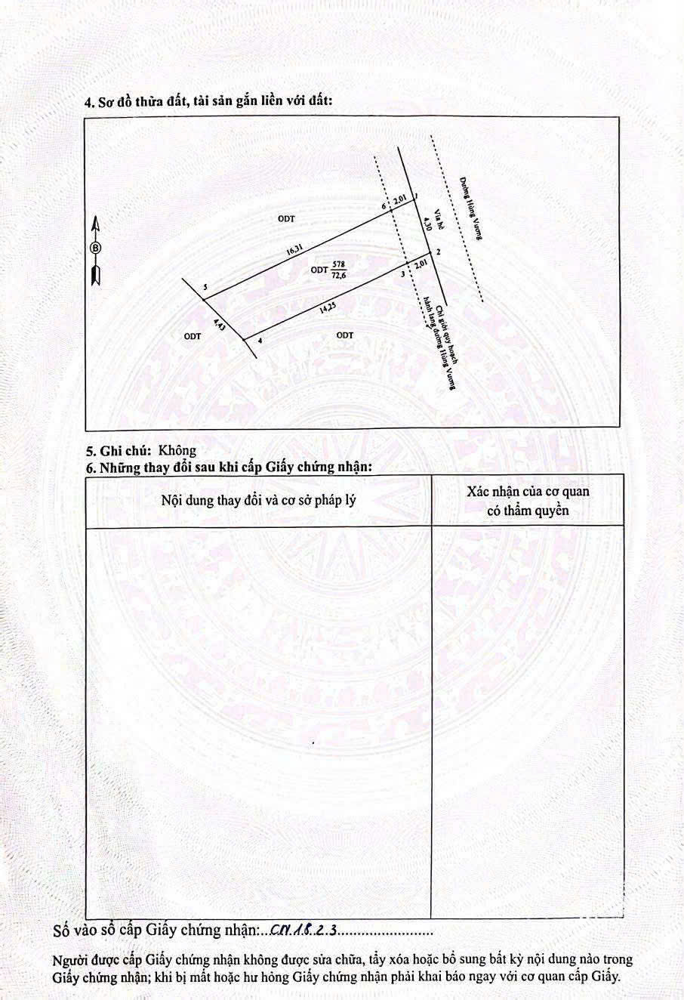 4. Sơ đồ thửa đất, tài sản gắn liền với đất:
Đường Hùng Vương
6
2,01
1
Vỉa hè
4,30
B
ODT
16,31
2
ODT 578
72,6
2,01
3
5
14,25
Chỉ giới quy hoạch
hành lang đường Hùng Vương
4,43
ODT
4
ODT
5. Ghi chú: Không
6. Những thay đổi sau khi cấp Giấy chứng nhận:
Nội dung thay đổi và cơ sở pháp lý
Xác nhận của cơ quan
có thẩm quyền
Số vào sổ cấp Giấy chứng nhận:...CN.18.2.3........................
Người được cấp Giấy chứng nhận không được sửa chữa, tẩy xóa hoặc bổ sung bất kỳ nội dung nào trong
Giấy chứng nhận; khi bị mất hoặc hư hỏng Giấy chứng nhận phải khai báo ngay với cơ quan cấp Giấy.